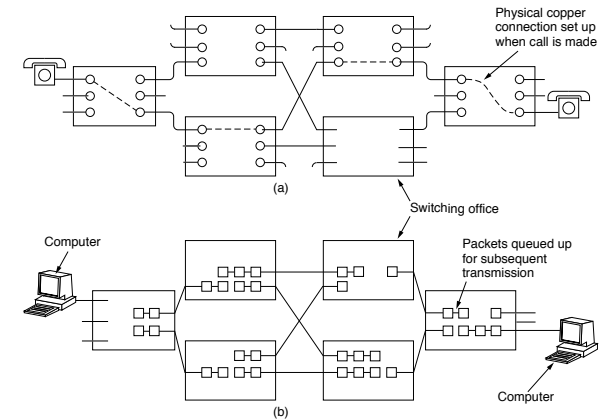 Physical copper
connection set up
when call is made
(a)
Switching office
Computer
Packets queued up
for subsequent
transmission
Computer
(b)